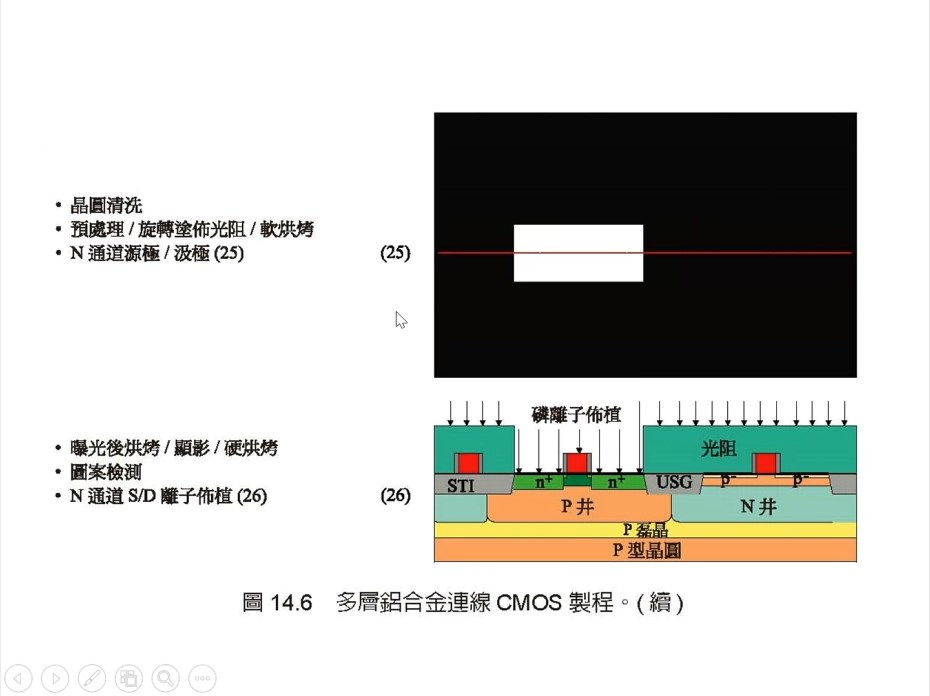 • 晶圓清洗
• 預處理 / 旋轉塗佈光阻 / 軟烘烤
• N 通道源極 / 汲極 (25)
(25)
• 曝光後烘烤 / 顯影 / 硬烘烤
• 圖案檢測
• N 通道 S/D 離子佈植 (26)
(26)
磷離子佈植
光阻
STI
n⁺
n⁺
USG
p⁻
p⁻
P 井
N 井
P 磊晶
P 型晶圓
圖 14.6 多層鋁合金連線 CMOS 製程。( 續 )